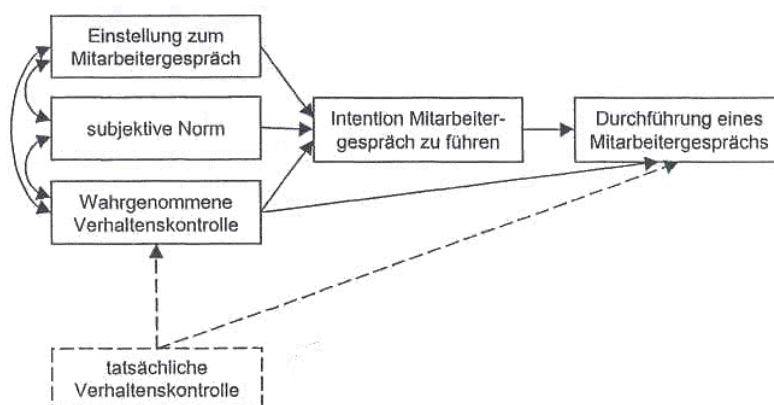 Einstellung zum
Mitarbeitergespräch
subjektive Norm
Wahrgenommene
Verhaltenskontrolle
Intention Mitarbeiter-
gespräch zu führen
Durchführung eines
Mitarbeitergesprächs
tatsächliche
Verhaltenskontrolle